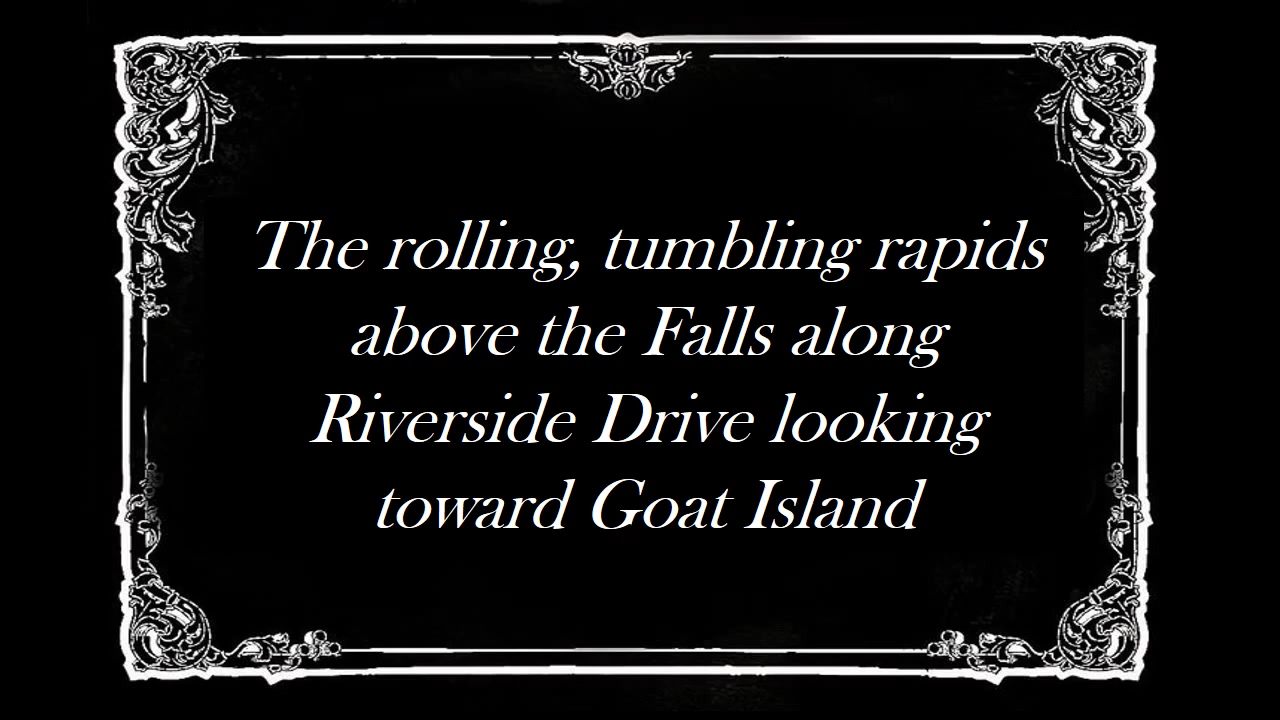 The rolling, tumbling rapids
above the Falls along
Riverside Drive looking
toward Goat Island